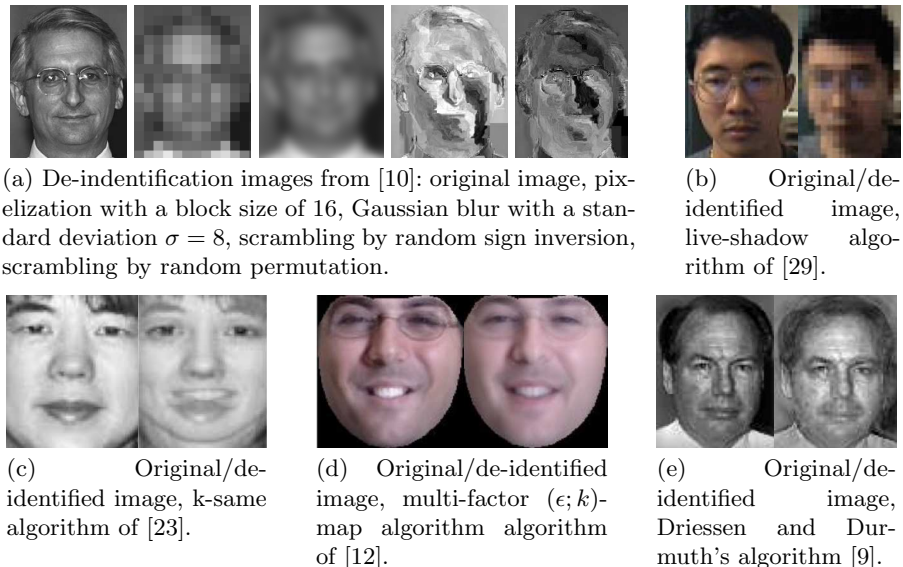 (a) De-indentification images from [10]: original image, pix-
elization with a block size of 16, Gaussian blur with a stan-
dard deviation σ = 8, scrambling by random sign inversion,
scrambling by random permutation.
(b) Original/de-
identified image,
live-shadow algo-
rithm of [29].
(c) Original/de-
identified image, k-same
algorithm of [23].
(d) Original/de-identified
image, multi-factor (ϵ; k)-
map algorithm algorithm
of [12].
(e) Original/de-
identified image,
Driessen and Dur-
muth's algorithm [9].